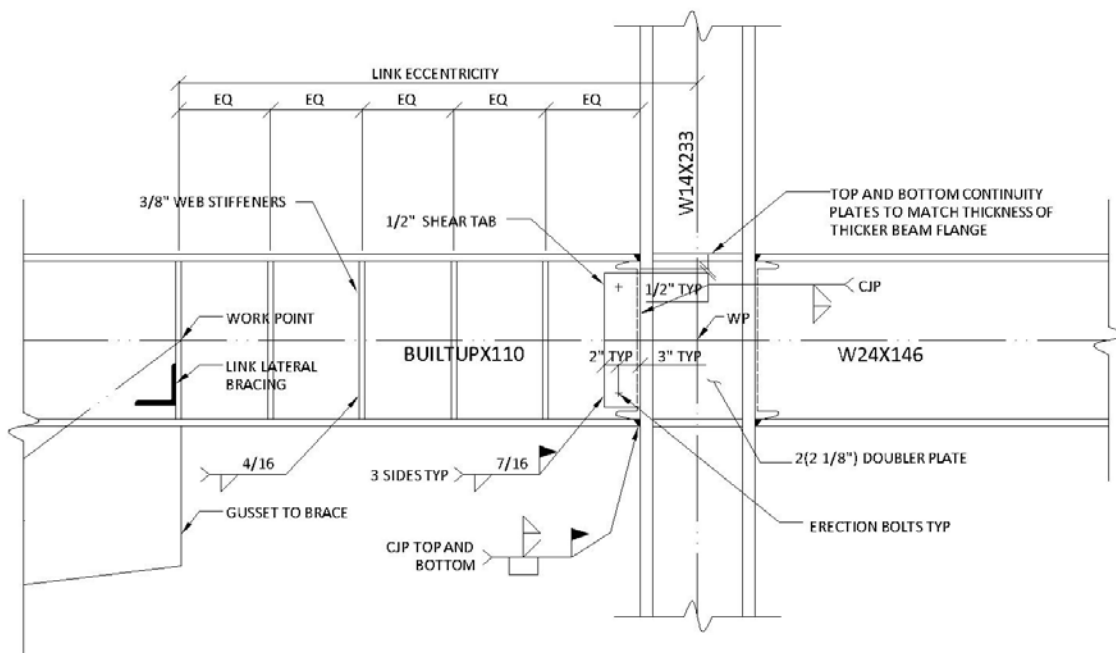 LINK ECCENTRICITY
EQ
EQ
EQ
EQ
EQ
W14X233
3/8" WEB STIFFENERS
1/2" SHEAR TAB
TOP AND BOTTOM CONTINUITY
PLATES TO MATCH THICKNESS OF
THICKER BEAM FLANGE
1/2" TYP
CJP
WORK POINT
WP
BUILTUPX110
2" TYP
3" TYP
W24X146
LINK LATERAL
BRACING
4/16
3 SIDES TYP
7/16
2(2 1/8") DOUBLER PLATE
GUSSET TO BRACE
ERECTION BOLTS TYP
CJP TOP AND
BOTTOM